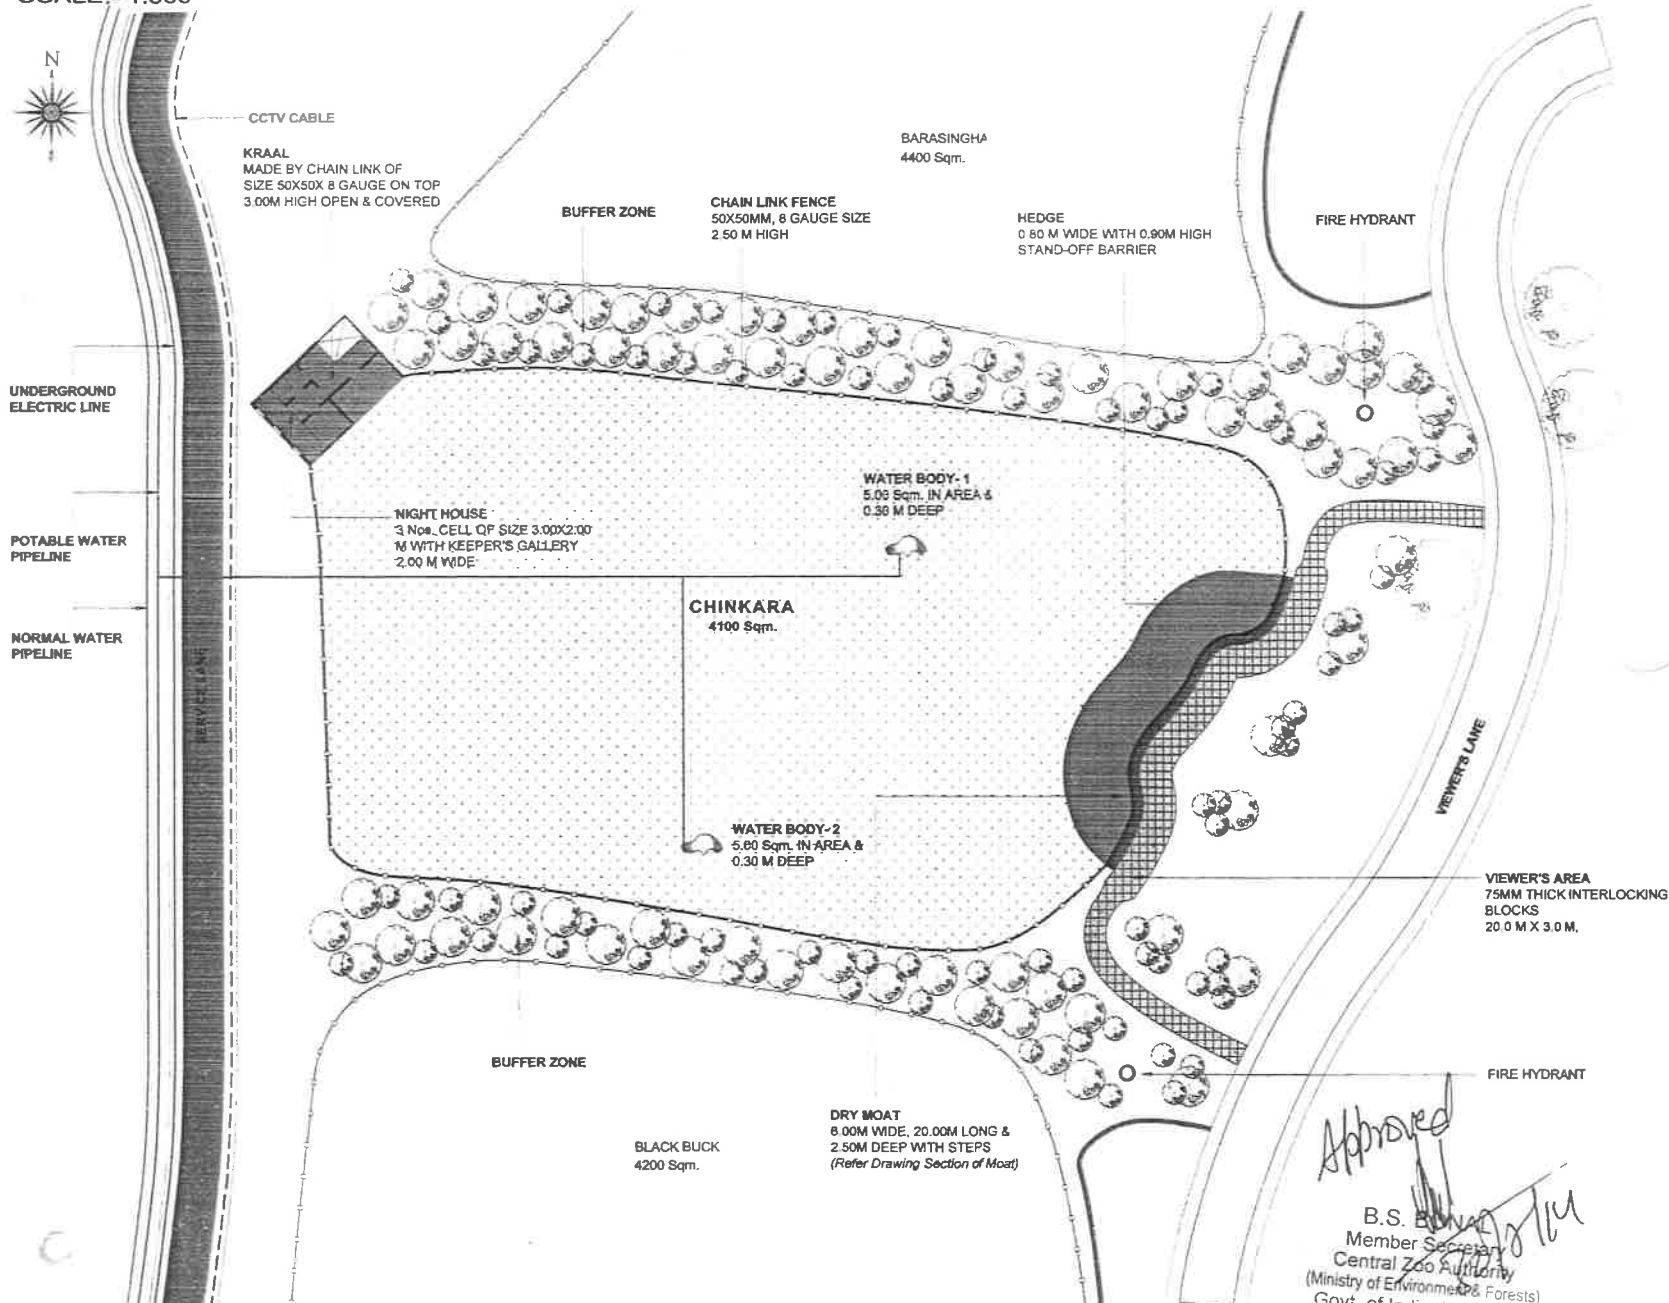 N
CCTV CABLE
KRAAL
MADE BY CHAIN LINK OF
SIZE 50X50X 8 GAUGE ON TOP
3.00M HIGH OPEN & COVERED
BARASINGHA
4400 Sqm.
BUFFER ZONE
CHAIN LINK FENCE
50X50MM, 8 GAUGE SIZE
2.50 M HIGH
HEDGE
0.80 M WIDE WITH 0.90M HIGH
STAND-OFF BARRIER
FIRE HYDRANT
UNDERGROUND
ELECTRIC LINE
WATER BODY-1
5.00 Sqm. IN AREA &
0.30 M DEEP
NIGHT HOUSE
3 Nos. CELL OF SIZE 3.00X2.00
M WITH KEEPER'S GALLERY
2.00 M WIDE
POTABLE WATER
PIPELINE
CHINKARA
4100 Sqm.
NORMAL WATER
PIPELINE
SERVICE LANE
VIEWER'S LANE
WATER BODY-2
5.00 Sqm. IN AREA &
0.30 M DEEP
VIEWER'S AREA
75MM THICK INTERLOCKING
BLOCKS
20.0 M X 3.0 M,
BUFFER ZONE
FIRE HYDRANT
DRY MOAT
6.00M WIDE, 20.00M LONG &
2.50M DEEP WITH STEPS
(Refer Drawing Section of Moat)
BLACK BUCK
4200 Sqm.
Approved
B.S.
Member Secretary
Central Zoo Authority
(Ministry of Environment & Forests)